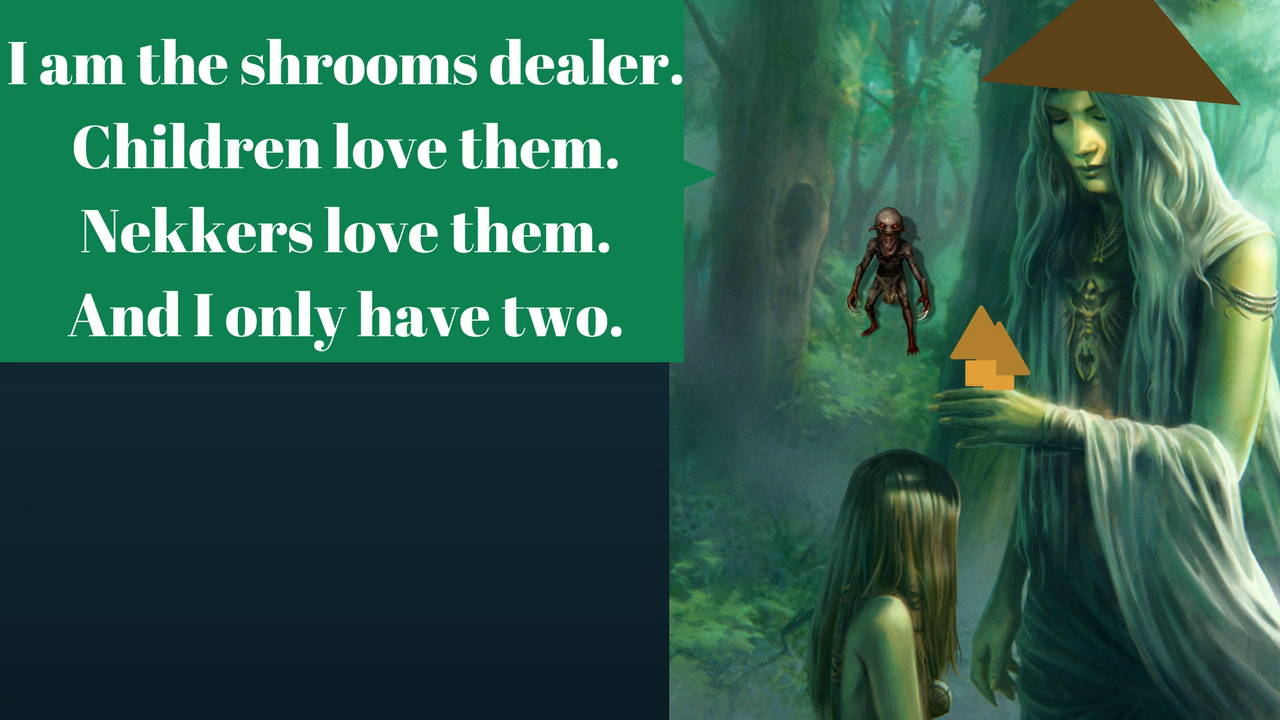 I am the shrooms dealer.
Children love them.
Nekkers love them.
And I only have two.